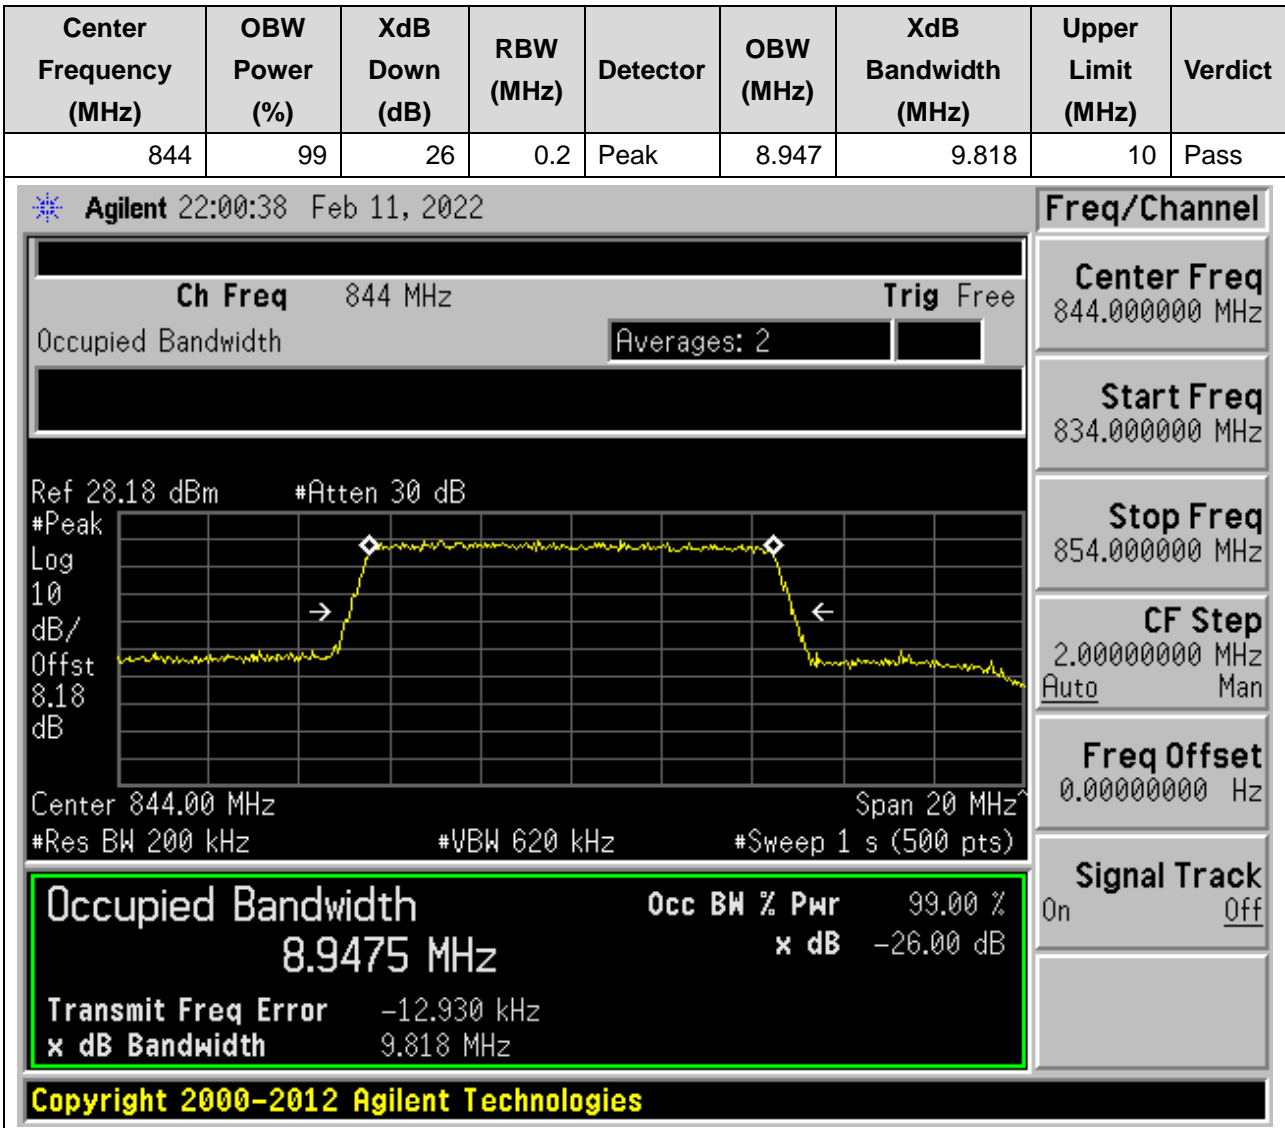 Center Frequency (MHz) OBW Power (%) XdB Down (dB) RBW (MHz) Detector OBW (MHz) XdB Bandwidth (MHz) Upper Limit (MHz) Verdict
844 99 26 0.2 Peak 8.947 9.818 10 Pass
Agilent 22:00:38 Feb 11, 2022
Freq/Channel
Ch Freq 844 MHz Trig Free
Occupied Bandwidth Averages: 2
Center Freq
844.000000 MHz
Start Freq
834.000000 MHz
Stop Freq
854.000000 MHz
CF Step
2.00000000 MHz
Auto Man
Freq Offset
0.00000000 Hz
Signal Track
On Off
Ref 28.18 dBm #Atten 30 dB
#Peak
Log
10
dB/
Offst
8.18
dB
Center 844.00 MHz Span 20 MHz^
#Res BW 200 kHz #VBW 620 kHz #Sweep 1 s (500 pts)
Occupied Bandwidth Occ BW % Pwr 99.00 %
8.9475 MHz x dB -26.00 dB
Transmit Freq Error -12.930 kHz
x dB Bandwidth 9.818 MHz
Copyright 2000-2012 Agilent Technologies